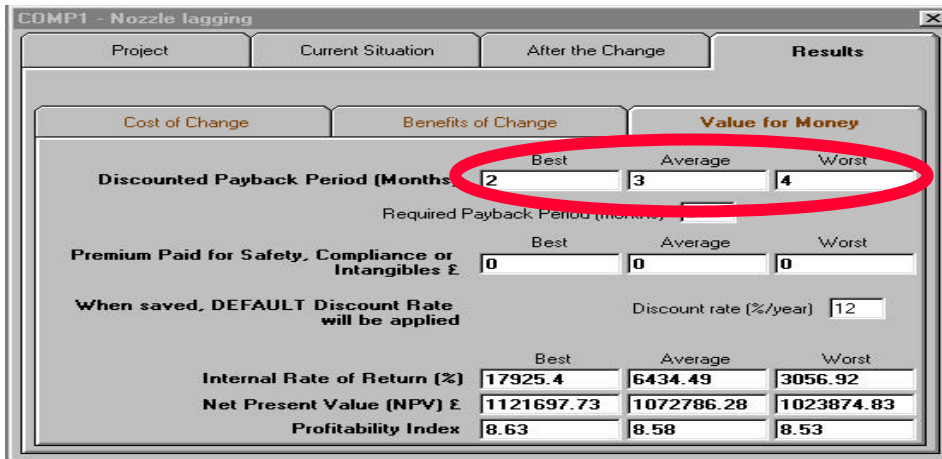 COMP1 - Nozzle lagging
Project Current Situation After the Change Results
Cost of Change Benefits of Change Value for Money
Best Average Worst
Discounted Payback Period (Months) 2 3 4
Required Payback Period (months)
Best Average Worst
Premium Paid for Safety, Compliance or
Intangibles £ 0 0 0
When saved, DEFAULT Discount Rate
will be applied
Discount rate (%/year) 12
Best Average Worst
Internal Rate of Return (%) 17925.4 6434.49 3056.92
Net Present Value (NPV) £ 1121697.73 1072786.28 1023874.83
Profitability Index 8.63 8.58 8.53